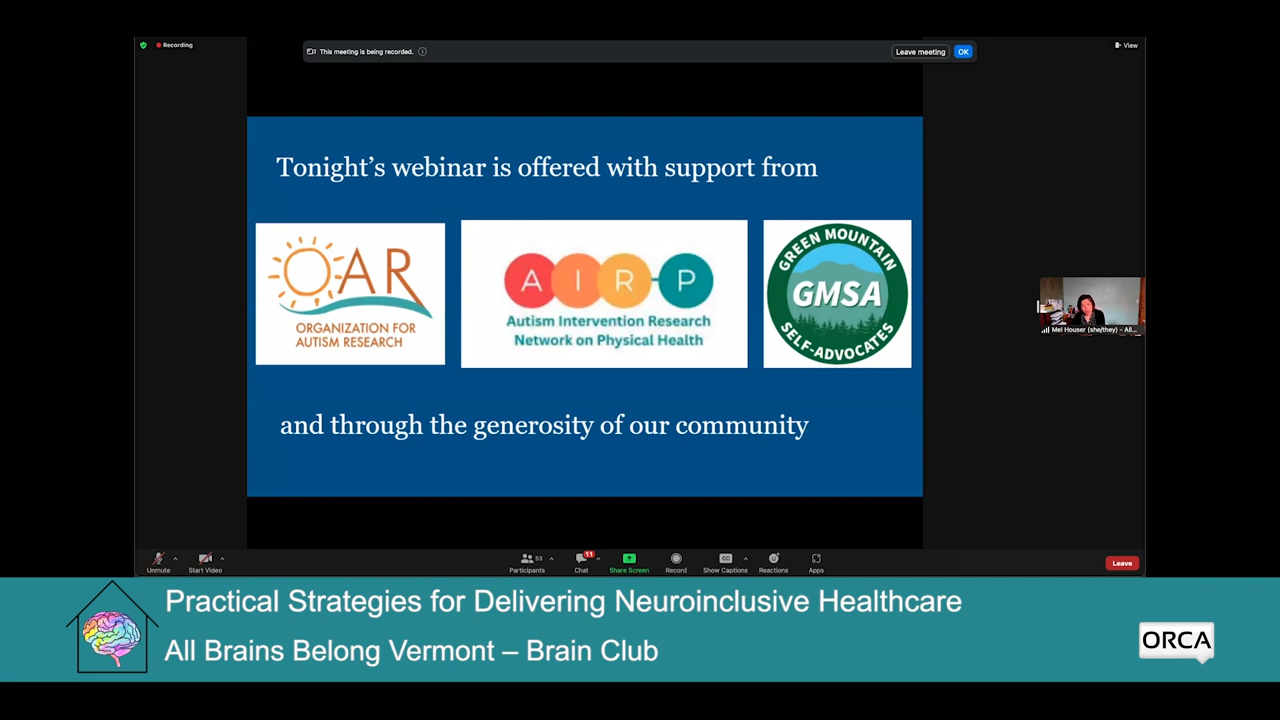 Recording
This meeting is being recorded.
Leave meeting
OK
View
Tonight's webinar is offered with support from
OAR
ORGANIZATION FOR
AUTISM RESEARCH
A I R - P
Autism Intervention Research
Network on Physical Health
GREEN MOUNTAIN
GMSA
SELF-ADVOCATES
and through the generosity of our community
Mel Houser (she/they) - All...
Unmute
Start Video
53
Participants
11
Chat
Share Screen
Record
CC
Show Captions
Reactions
Apps
Leave
Practical Strategies for Delivering Neuroinclusive Healthcare
All Brains Belong Vermont – Brain Club
ORCA